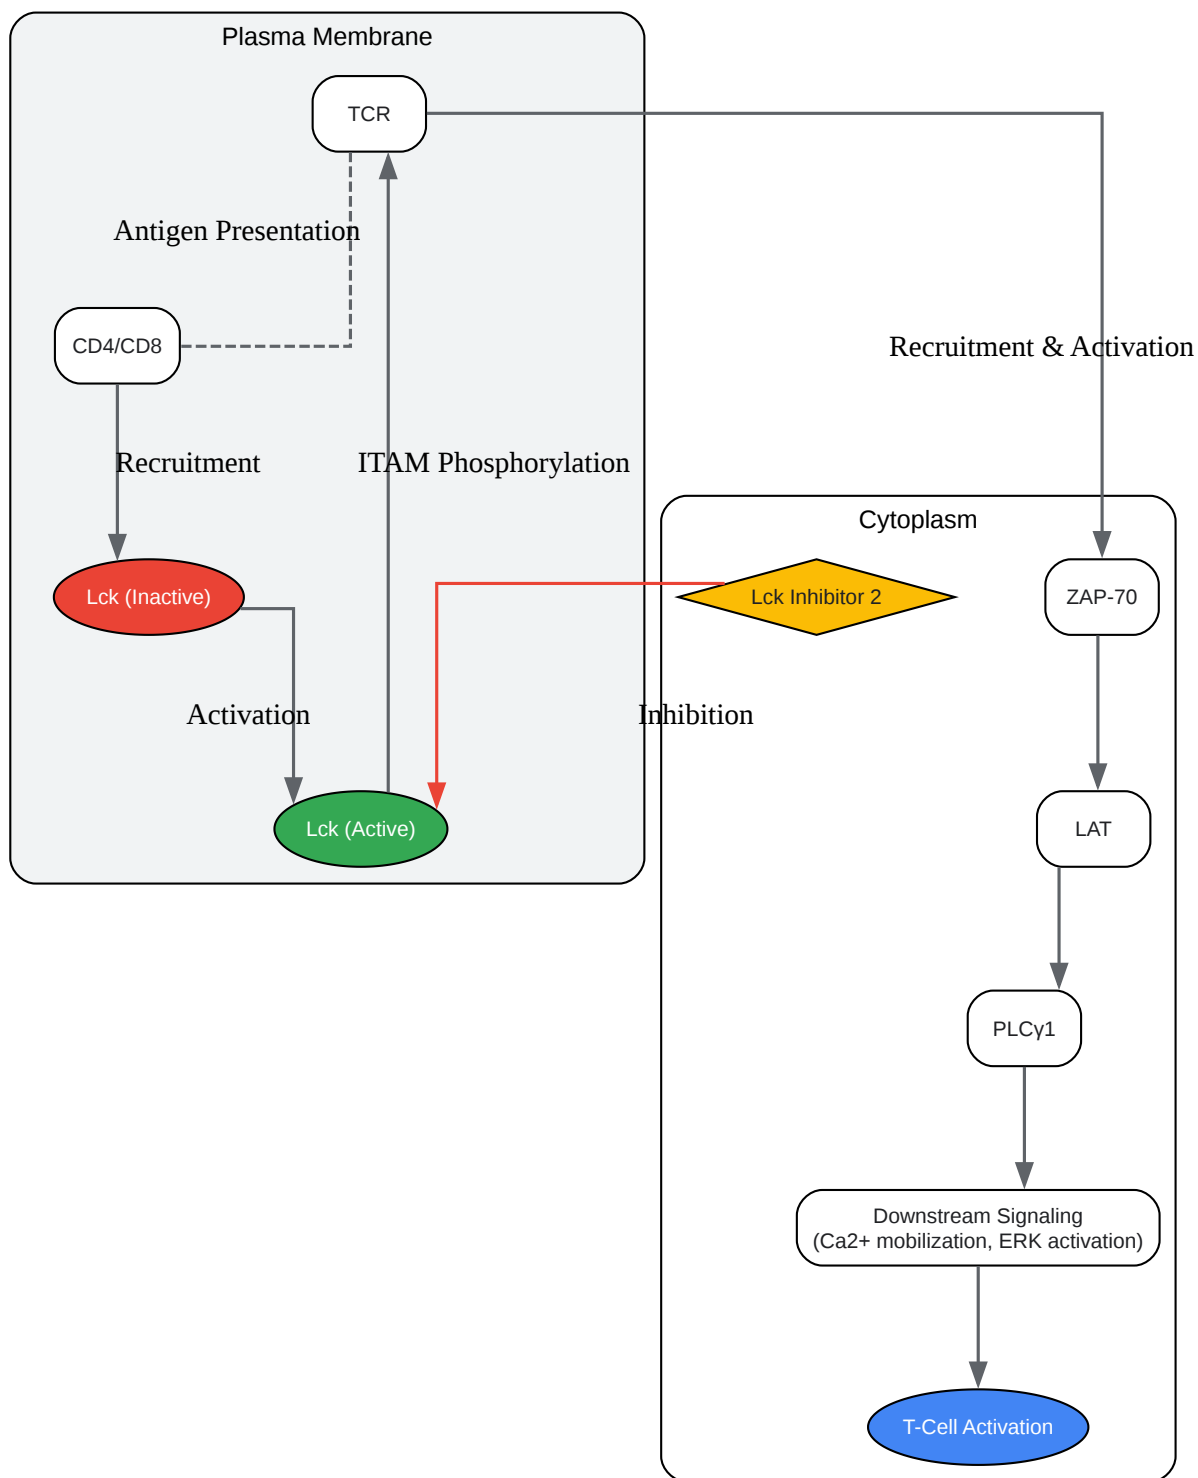 Plasma Membrane
TCR
Antigen Presentation
CD4/CD8
Recruitment & Activation
Recruitment
ITAM Phosphorylation
Cytoplasm
Lck (Inactive)
Lck Inhibitor 2
ZAP-70
Activation
Inhibition
Lck (Active)
LAT
PLCγ1
Downstream Signaling
(Ca2+ mobilization, ERK activation)
T-Cell Activation